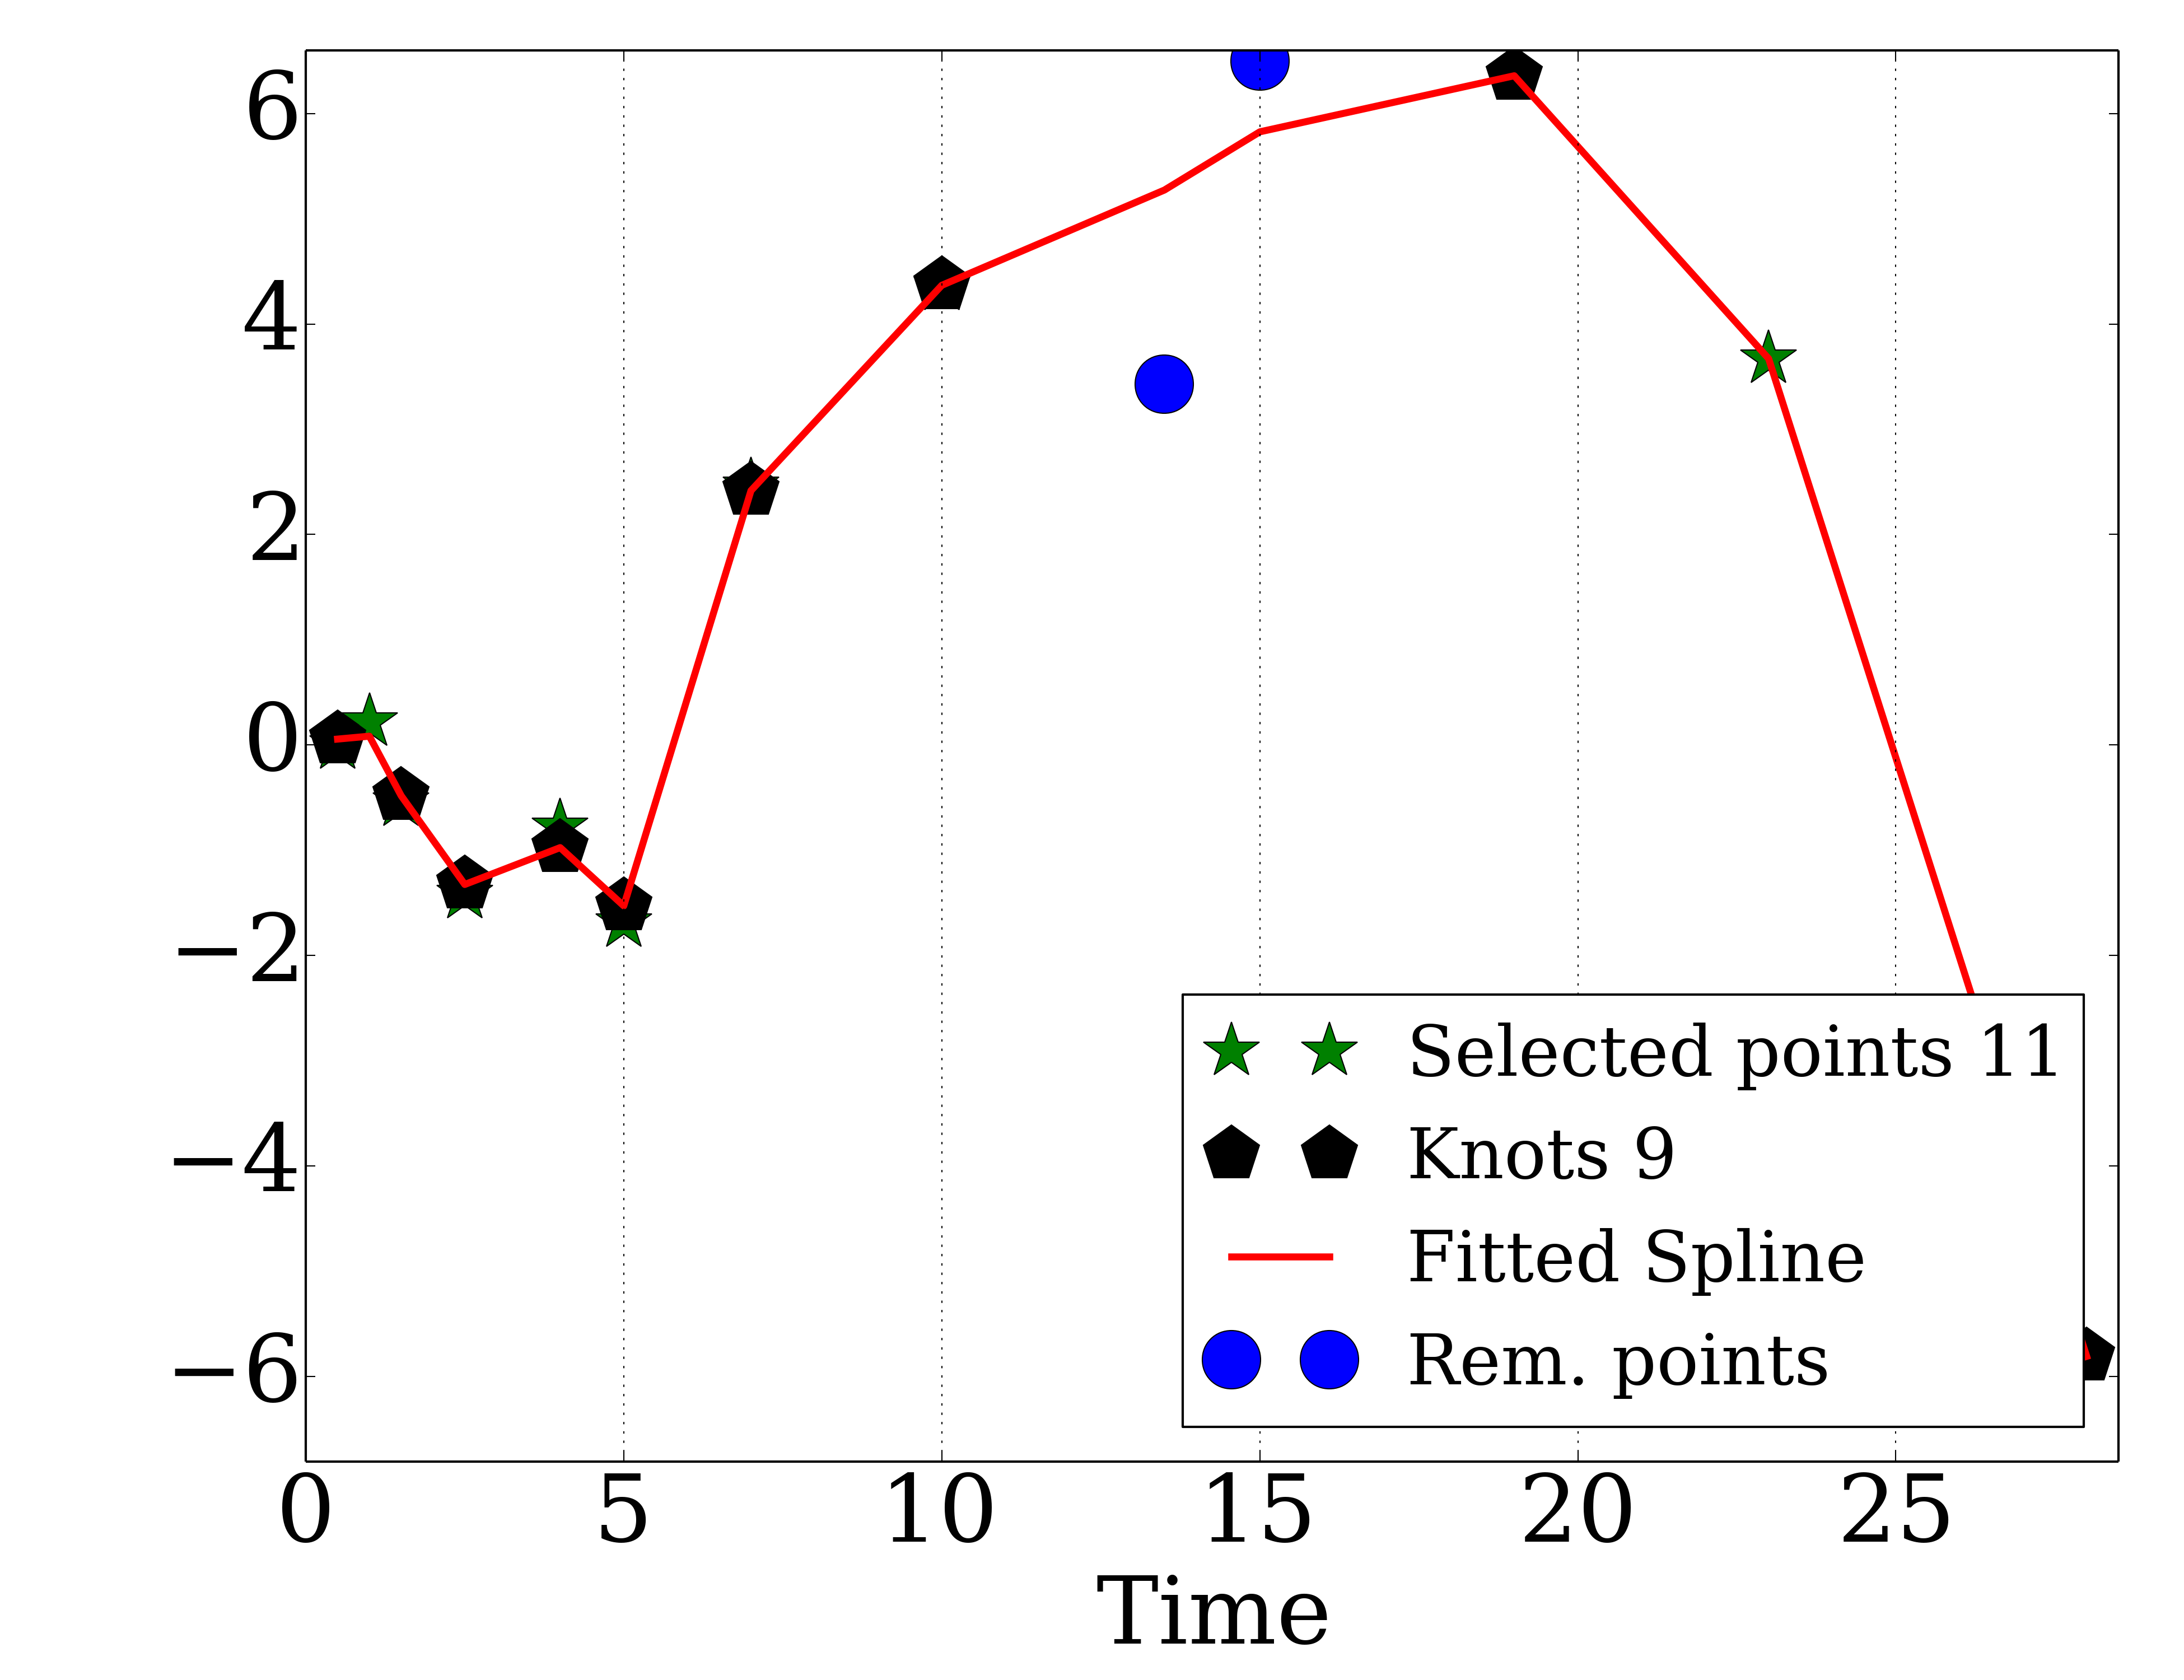 6
4
2
0
−2
−4
−6
Selected points 11
Knots 9
Fitted Spline
Rem. points
0 5 10 15 20 25
Time